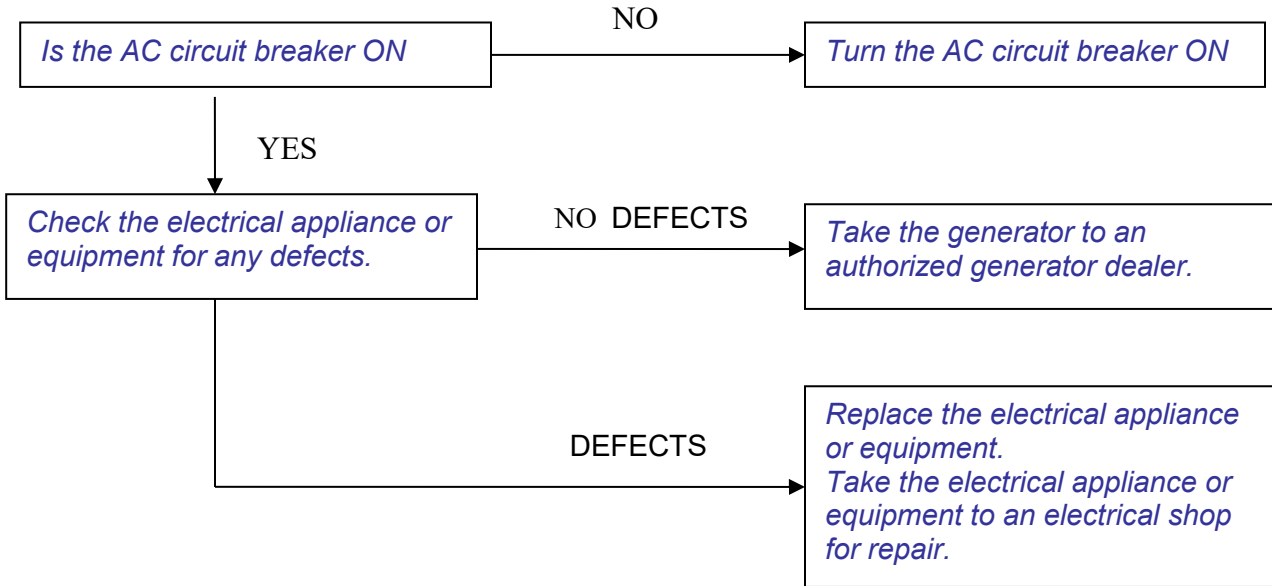 NO
Is the AC circuit breaker ON
Turn the AC circuit breaker ON
YES
Check the electrical appliance or
equipment for any defects.
NO DEFECTS
Take the generator to an
authorized generator dealer.
DEFECTS
Replace the electrical appliance
or equipment.
Take the electrical appliance or
equipment to an electrical shop
for repair.